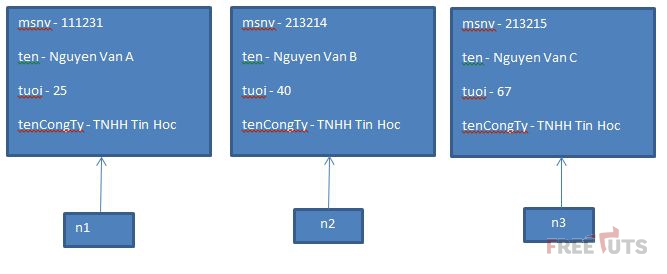 msnv - 111231
ten - Nguyen Van A
tuoi - 25
tenCongTy - TNHH Tin Hoc
n1
msnv - 213214
ten - Nguyen Van B
tuoi - 40
tenCongTy - TNHH Tin Hoc
n2
msnv - 213215
ten - Nguyen Van C
tuoi - 67
tenCongTy - TNHH Tin Hoc
n3
FREETUTS